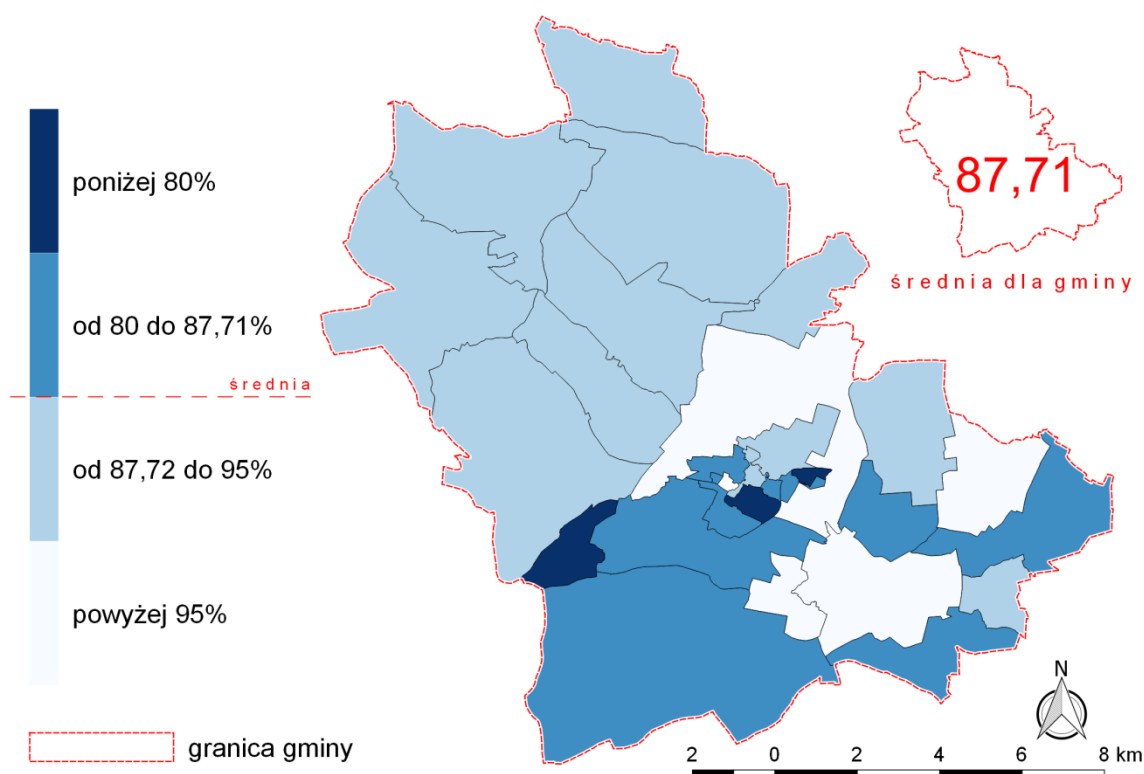 87,71
średnia dla gminy
poniżej 80%
od 80 do 87,71%
średnia
od 87,72 do 95%
powyżej 95%
granica gminy
N
2 0 2 4 6 8 km